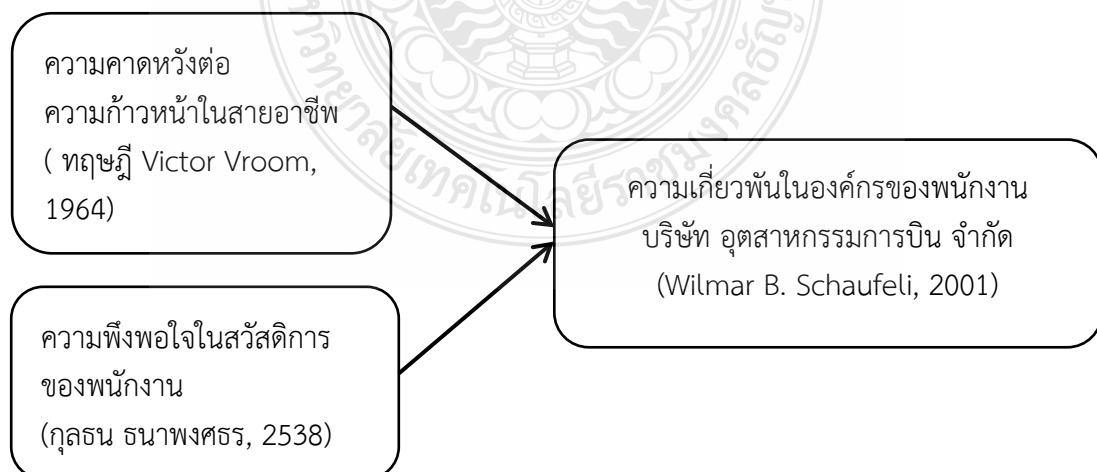 ความคาดหวังต่อ
ความก้าวหน้าในสายอาชีพ
( ทฤษฎี Victor Vroom,
1964)
ความพึงพอใจในสวัสดิการ
ของพนักงาน
(กุลธน ธนาพงศธร, 2538)
ความเกี่ยวพันในองค์กรของพนักงาน
บริษัท อุตสาหกรรมการบิน จำกัด
(Wilmar B. Schaufeli, 2001)